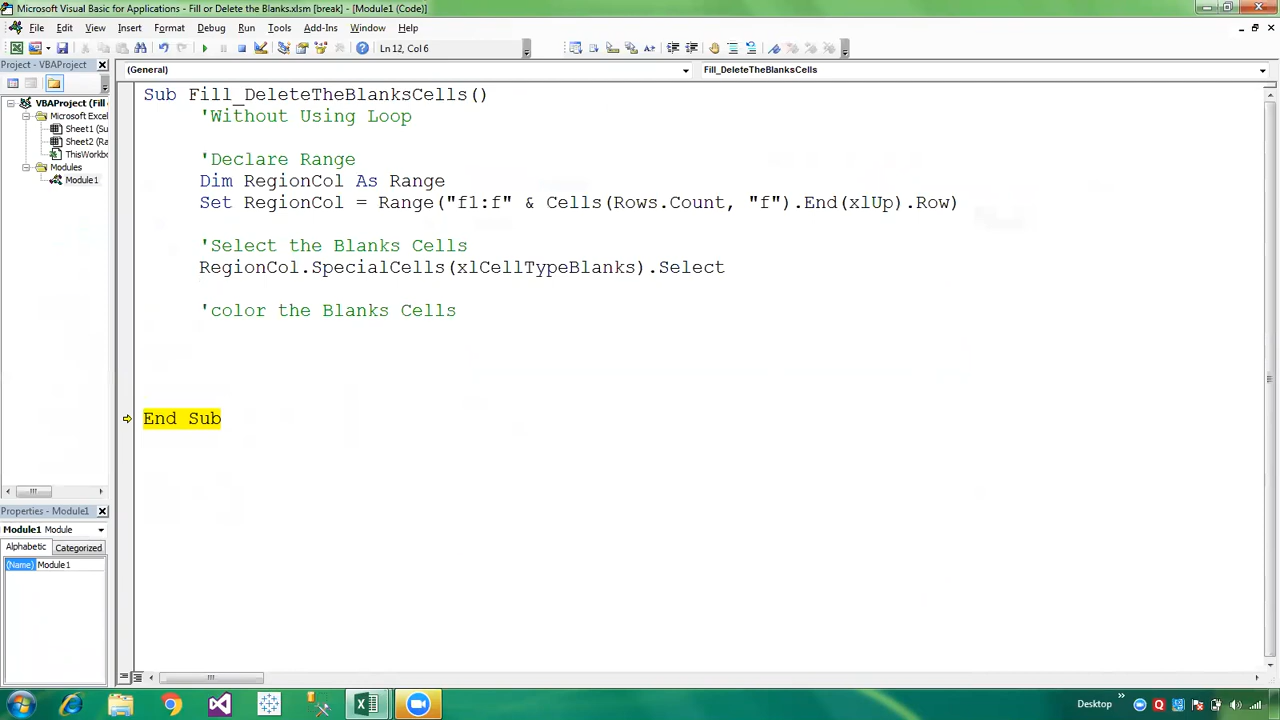 Microsoft Visual Basic for Applications - Fill or Delete the Blanks.xlsm [break] - [Module1 (Code)]
File Edit View Insert Format Debug Run Tools Add-Ins Window Help
Ln 12, Col 6
Project - VBAProject
(General)
Fill_DeleteTheBlanksCells
VBAProject (Fill
Microsoft Excel
Sheet1 (Su
Sheet2 (Ra
ThisWorkbo
Modules
Module1
Sub Fill_DeleteTheBlanksCells()
'Without Using Loop
'Declare Range
Dim RegionCol As Range
Set RegionCol = Range("f1:f" & Cells(Rows.Count, "f").End(xlUp).Row)
'Select the Blanks Cells
RegionCol.SpecialCells(xlCellTypeBlanks).Select
'color the Blanks Cells
End Sub
Properties - Module1
Module1 Module
Alphabetic Categorized
(Name) Module1
Desktop